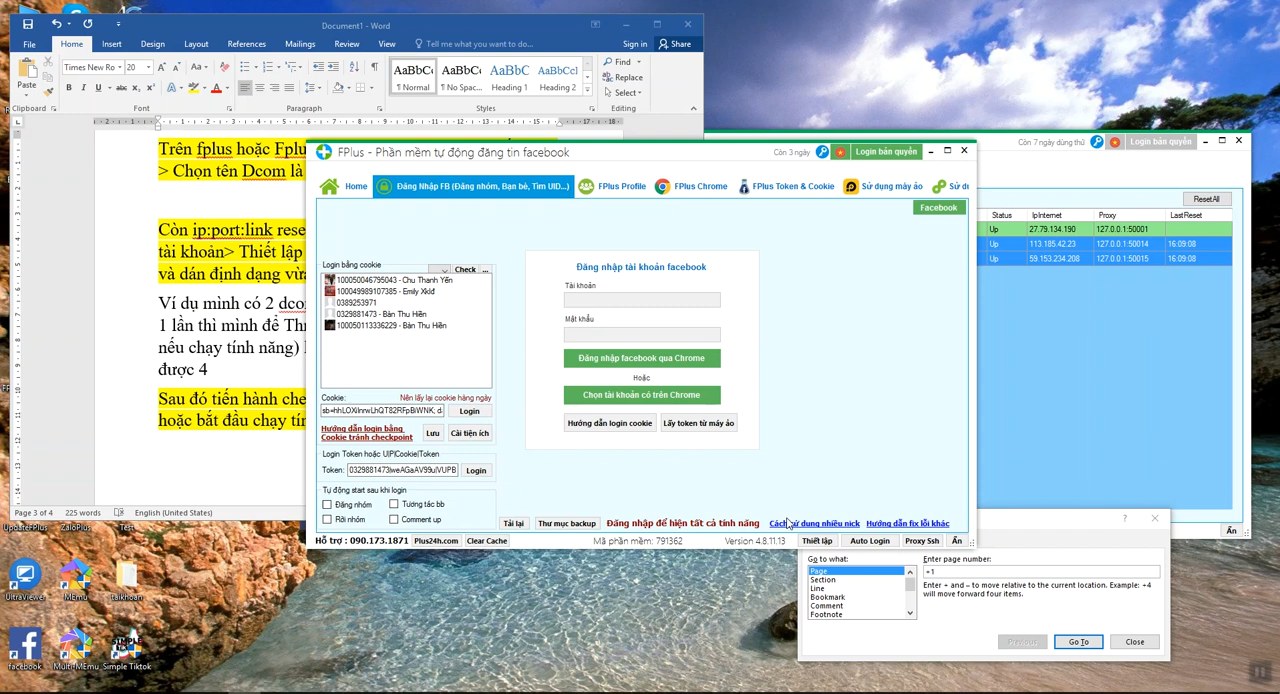 Document1 - Word
File Home Insert Design Layout References Mailings Review View Tell me what you want to do... Sign in Share
Paste
Times New Ro 20
Find
Replace
Select
AaBbCc AaBbCc AaBbC AaBbCcl
¶ Normal ¶ No Spac... Heading 1 Heading 2
Clipboard Font Paragraph Styles Editing
Trên fplus hoặc Fplu
> Chọn tên Dcom là
Còn ip:port:link rese
tài khoản> Thiết lập
và dán định dạng vừa
Ví dụ mình có 2 dcor
1 lần thì mình để Thr
nếu chạy tính năng)
được 4
Sau đó tiến hành che
hoặc bắt đầu chạy tín
Page 3 of 4 225 words English (United States)
FPlus - Phần mềm tự động đăng tin facebook
Còn 3 ngày Login bản quyền
Home Đăng Nhập FB (Đăng nhóm, Bạn bè, Tìm UID...) FPlus Profile FPlus Chrome FPlus Token & Cookie Sử dụng máy ảo Sử dụ
Facebook
Login bằng cookie Check ...
100050046795043 - Chu Thanh Yến
100049989107385 - Emily Xkld
0389253971
0329881473 - Bàn Thu Hiền
100050113336229 - Bàn Thu Hiền
Cookie: Nên lấy lại cookie hàng ngày
Login
Hướng dẫn login bằng
Cookie tránh checkpoint
Lưu Cài tiện ích
Login Token hoặc U|P|Cookie|Token
Token: 0329881473|weAGaAV99u|VUPB Login
Tự động start sau khi login
Đăng nhóm Tương tác bb
Rời nhóm Comment up
Đăng nhập tài khoản facebook
Tài khoản
Mật khẩu
Đăng nhập facebook qua Chrome
Hoặc
Chọn tài khoản có trên Chrome
Hướng dẫn login cookie Lấy token từ máy ảo
Tải lại Thư mục backup Đăng nhập để hiện tất cả tính năng Cách sử dụng nhiều nick Hướng dẫn fix lỗi khác
Hỗ trợ : 090.173.1871 Plus24h.com Clear Cache Mã phần mềm: 791362 Version 4.8.11.13 Thiết lập Auto Login Proxy Ssh Ẩn
Còn 7 ngày dùng thử Login bản quyền
ResetAll
Status IpInternet Proxy LastReset
Up 27.79.134.190 127.0.0.1:50001
Up 113.185.42.23 127.0.0.1:50014 16:09:08
Up 59.153.234.208 127.0.0.1:50015 16:09:08
Ẩn
Go to what: Enter page number:
Page
Section
Line
Bookmark
Comment
Footnote
+1
Enter + and – to move relative to the current location. Example: +4
will move forward four items.
Previous Go To Close
UpdateFPlus ZaloPlus Test
UltraViewer MEmu taikhoan
facebook Multi-MEmu Simple Tiktok
SIMPLE